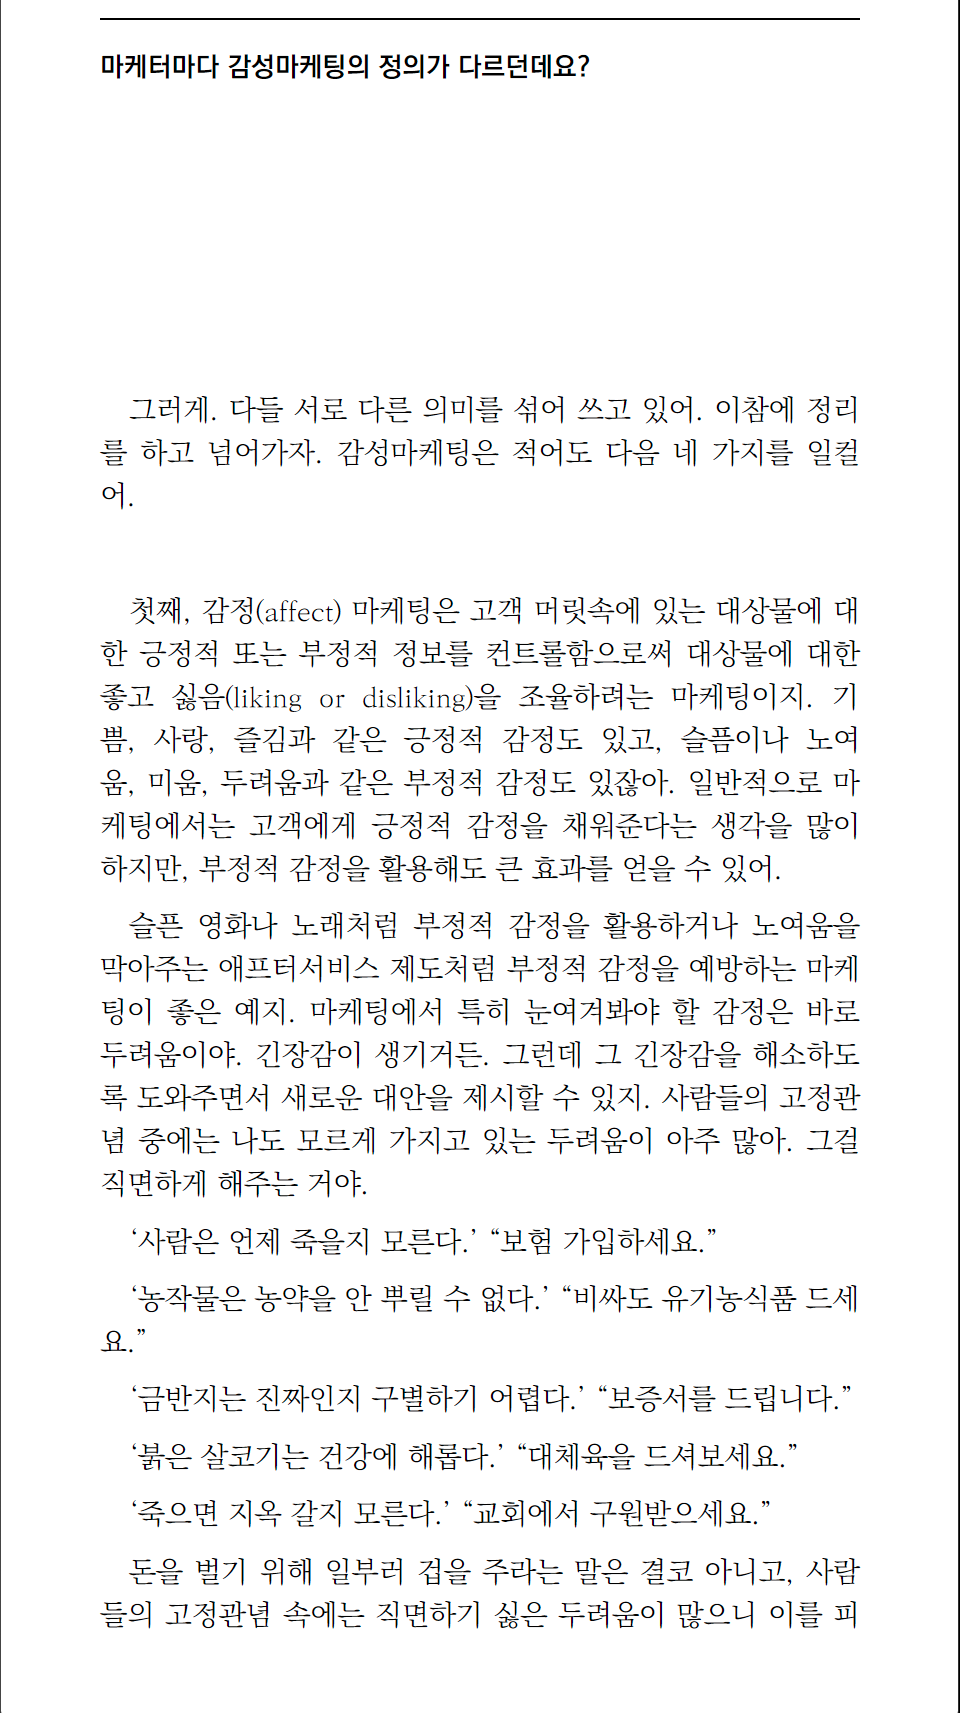 마케터마다 감성마케팅의 정의가 다르던데요?
그러게. 다들 서로 다른 의미를 섞어 쓰고 있어. 이참에 정리
를 하고 넘어가자. 감성마케팅은 적어도 다음 네 가지를 일컬
어.
첫째, 감정(affect) 마케팅은 고객 머릿속에 있는 대상물에 대
한 긍정적 또는 부정적 정보를 컨트롤함으로써 대상물에 대한
좋고 싫음(liking or disliking)을 조율하려는 마케팅이지. 기
쁨, 사랑, 즐김과 같은 긍정적 감정도 있고, 슬픔이나 노여
움, 미움, 두려움과 같은 부정적 감정도 있잖아. 일반적으로 마
케팅에서는 고객에게 긍정적 감정을 채워준다는 생각을 많이
하지만, 부정적 감정을 활용해도 큰 효과를 얻을 수 있어.
슬픈 영화나 노래처럼 부정적 감정을 활용하거나 노여움을
막아주는 애프터서비스 제도처럼 부정적 감정을 예방하는 마케
팅이 좋은 예지. 마케팅에서 특히 눈여겨봐야 할 감정은 바로
두려움이야. 긴장감이 생기거든. 그런데 그 긴장감을 해소하도
록 도와주면서 새로운 대안을 제시할 수 있지. 사람들의 고정관
념 중에는 나도 모르게 가지고 있는 두려움이 아주 많아. 그걸
직면하게 해주는 거야.
‘사람은 언제 죽을지 모른다.’ “보험 가입하세요.”
‘농작물은 농약을 안 뿌릴 수 없다.’ “비싸도 유기농식품 드세
요.”
‘금반지는 진짜인지 구별하기 어렵다.’ “보증서를 드립니다.”
‘붉은 살코기는 건강에 해롭다.’ “대체육을 드셔보세요.”
‘죽으면 지옥 갈지 모른다.’ “교회에서 구원받으세요.”
돈을 벌기 위해 일부러 겁을 주라는 말은 결코 아니고, 사람
들의 고정관념 속에는 직면하기 싫은 두려움이 많으니 이를 피